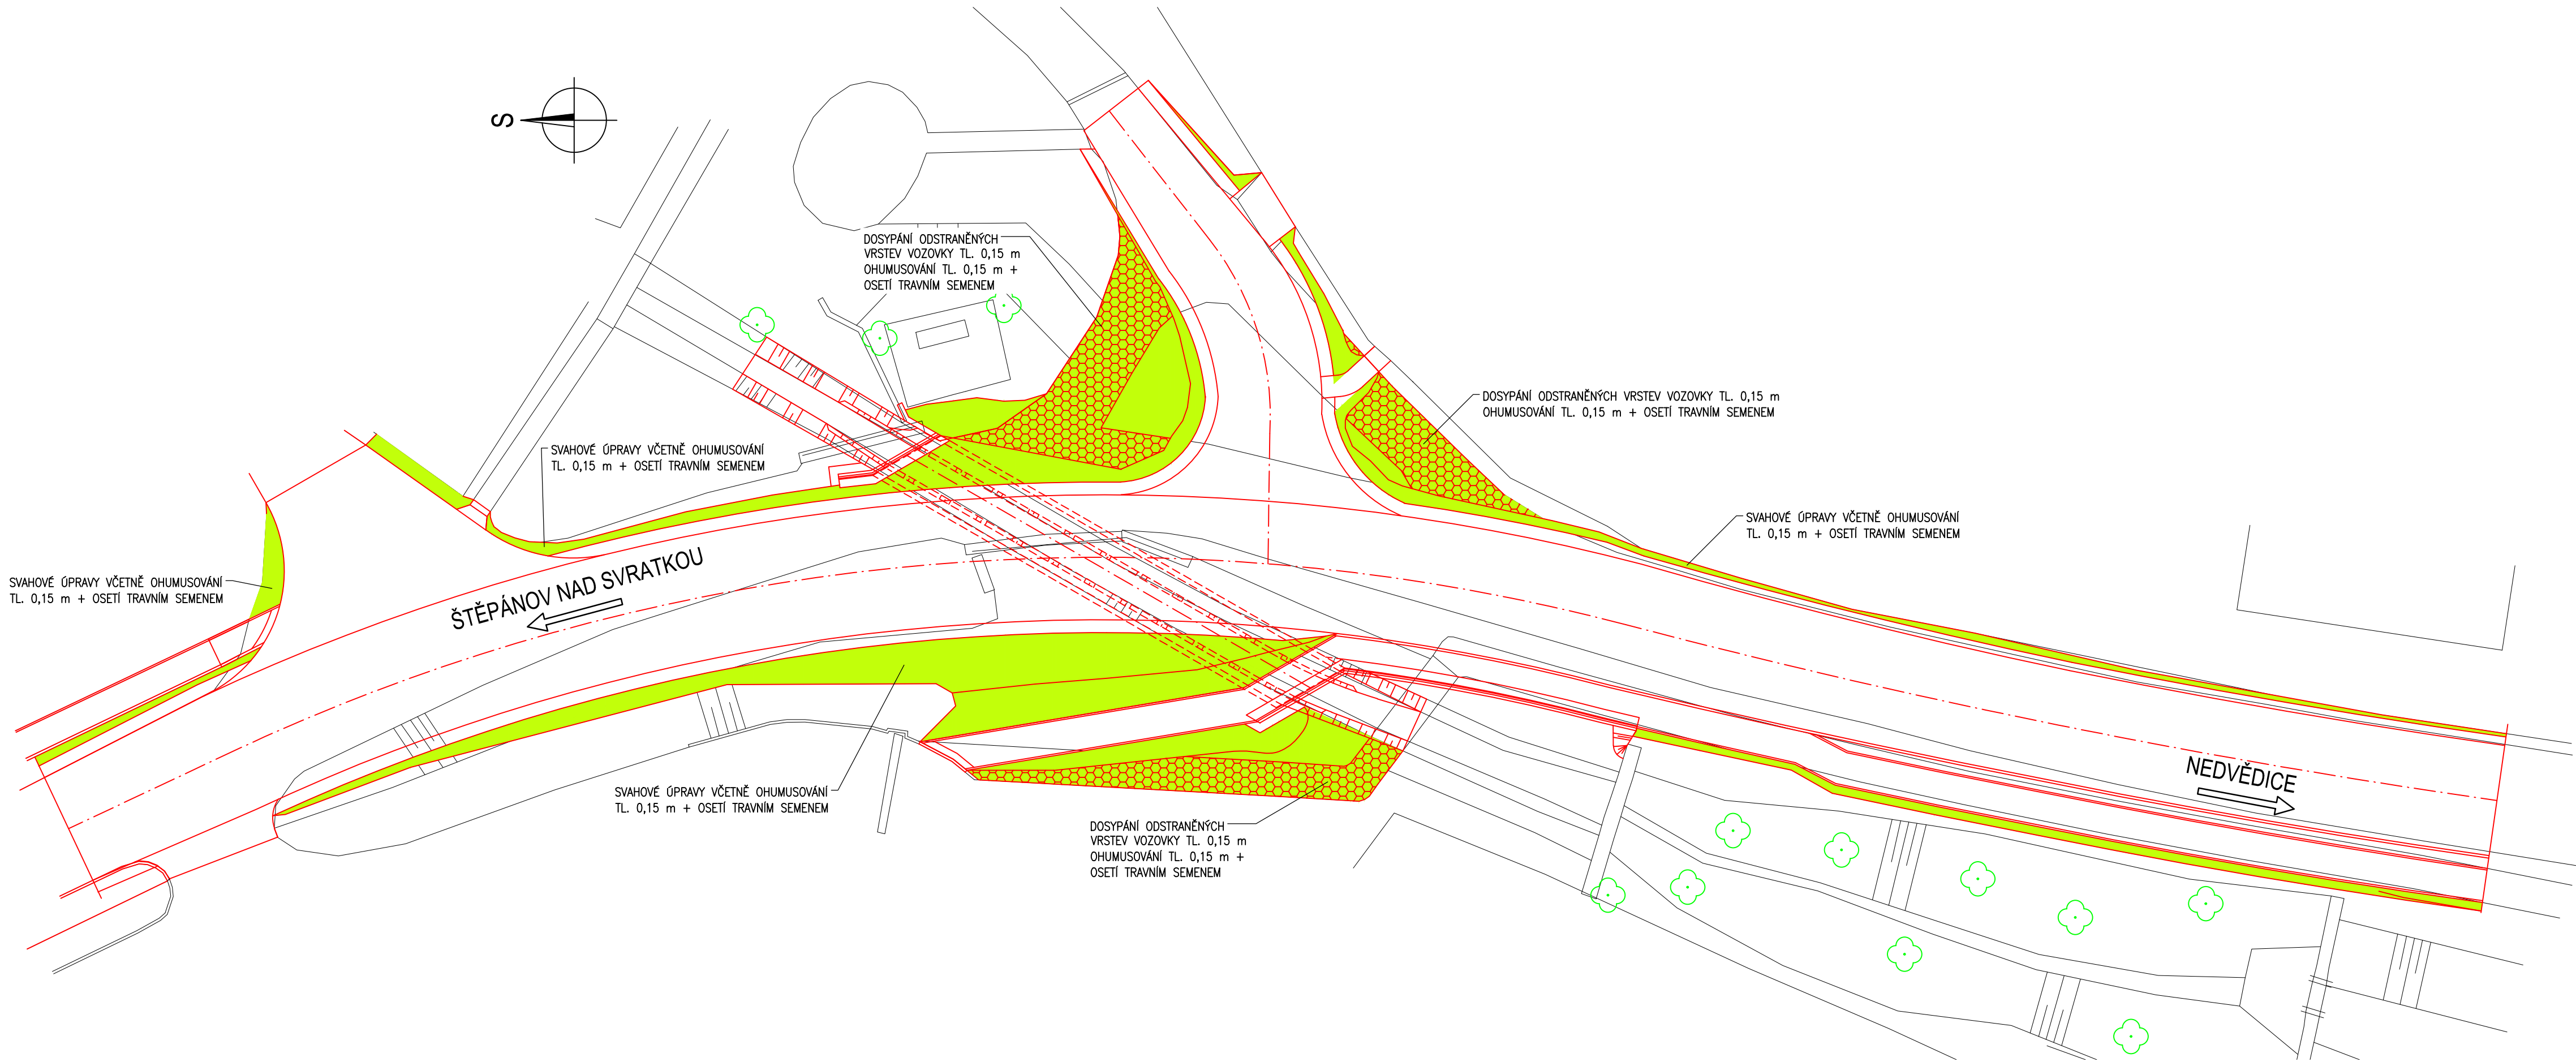 S
DOSYPÁNÍ ODSTRANĚNÝCH
VRSTEV VOZOVKY TL. 0,15 m
OHUMUSOVÁNÍ TL. 0,15 m +
OSETÍ TRAVNÍM SEMENEM
DOSYPÁNÍ ODSTRANĚNÝCH VRSTEV VOZOVKY TL. 0,15 m
OHUMUSOVÁNÍ TL. 0,15 m + OSETÍ TRAVNÍM SEMENEM
SVAHOVÉ ÚPRAVY VČETNĚ OHUMUSOVÁNÍ
TL. 0,15 m + OSETÍ TRAVNÍM SEMENEM
SVAHOVÉ ÚPRAVY VČETNĚ OHUMUSOVÁNÍ
TL. 0,15 m + OSETÍ TRAVNÍM SEMENEM
SVAHOVÉ ÚPRAVY VČETNĚ OHUMUSOVÁNÍ
TL. 0,15 m + OSETÍ TRAVNÍM SEMENEM
ŠTĚPÁNOV NAD SVRATKOU
NEDVĚDICE
SVAHOVÉ ÚPRAVY VČETNĚ OHUMUSOVÁNÍ
TL. 0,15 m + OSETÍ TRAVNÍM SEMENEM
DOSYPÁNÍ ODSTRANĚNÝCH
VRSTEV VOZOVKY TL. 0,15 m
OHUMUSOVÁNÍ TL. 0,15 m +
OSETÍ TRAVNÍM SEMENEM